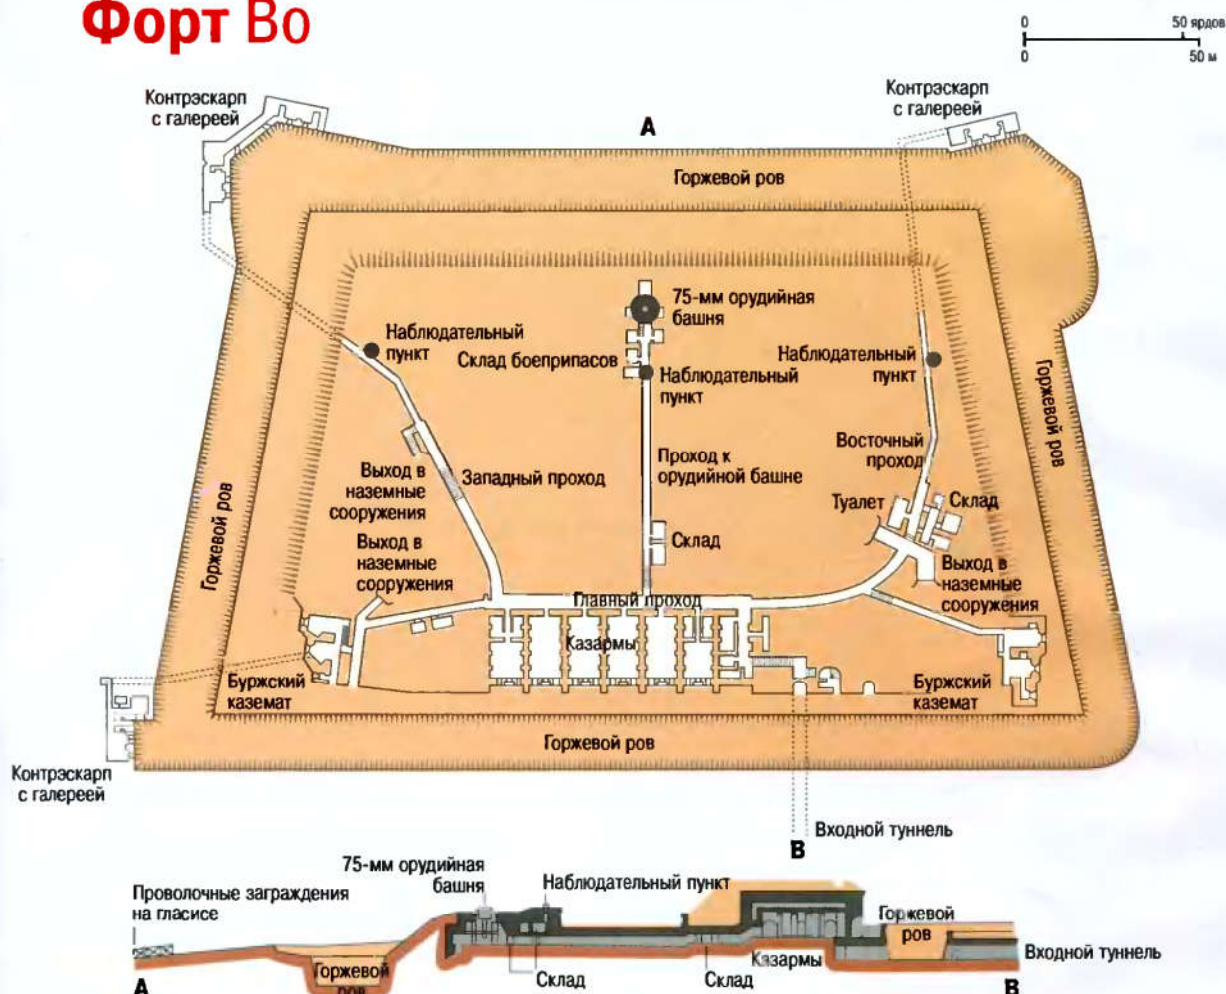 Форт Во
0 50 ярдов
0 50 м
Контрэскарп
с галереей
Контрэскарп
с галереей
А
Горжевой ров
75-мм орудийная
башня
Наблюдательный
пункт
Склад боеприпасов
Наблюдательный
пункт
Наблюдательный
пункт
Горжевой ров
Восточный
проход
Проход к
орудийной башне
Выход в
наземные
сооружения
Западный проход
Туалет
Склад
Горжевой ров
Склад
Выход в
наземные
сооружения
Выход в
наземные
сооружения
Главный проход
Казармы
Буржский
каземат
Буржский
каземат
Горжевой ров
Контрэскарп
с галереей
Входной туннель
В
75-мм орудийная
башня
Наблюдательный пункт
Проволочные заграждения
на гласисе
Горжевой
ров
Входной туннель
Казармы
Горжевой
ров
Склад
Склад
А
В